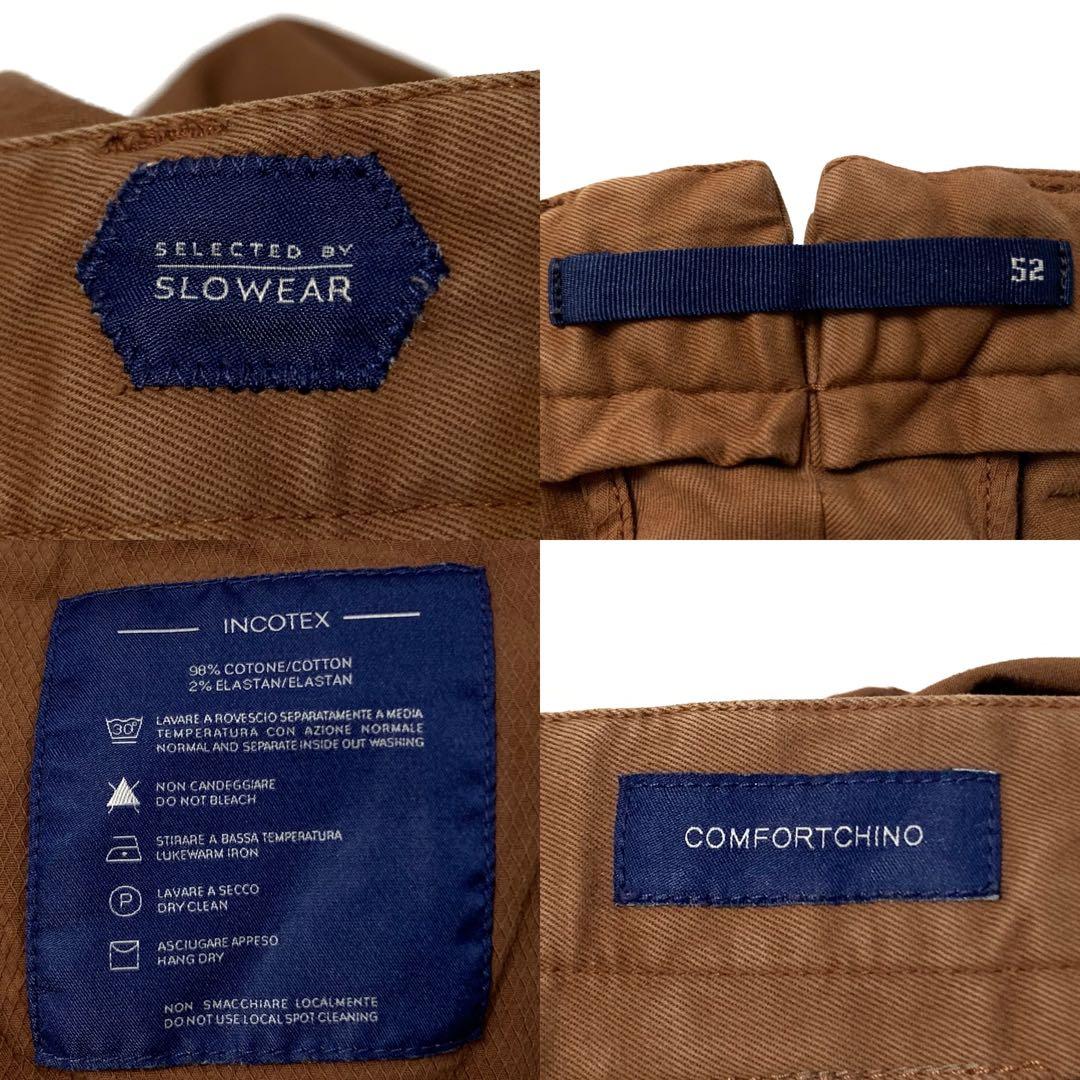 SELECTED BY
SLOWEAR
52
INCOTEX
98% COTONE/COTTON
2% ELASTAN/ELASTAN
30°
LAVARE A ROVESCIO SEPARATAMENTE A MEDIA
TEMPERATURA CON AZIONE NORMALE
NORMAL AND SEPARATE INSIDE OUT WASHING
NON CANDEGGIARE
DO NOT BLEACH
STIRARE A BASSA TEMPERATURA
LUKEWARM IRON
P
LAVARE A SECCO
DRY CLEAN
ASCIUGARE APPESO
HANG DRY
NON SMACCHIARE LOCALMENTE
DO NOT USE LOCAL SPOT CLEANING
COMFORTCHINO